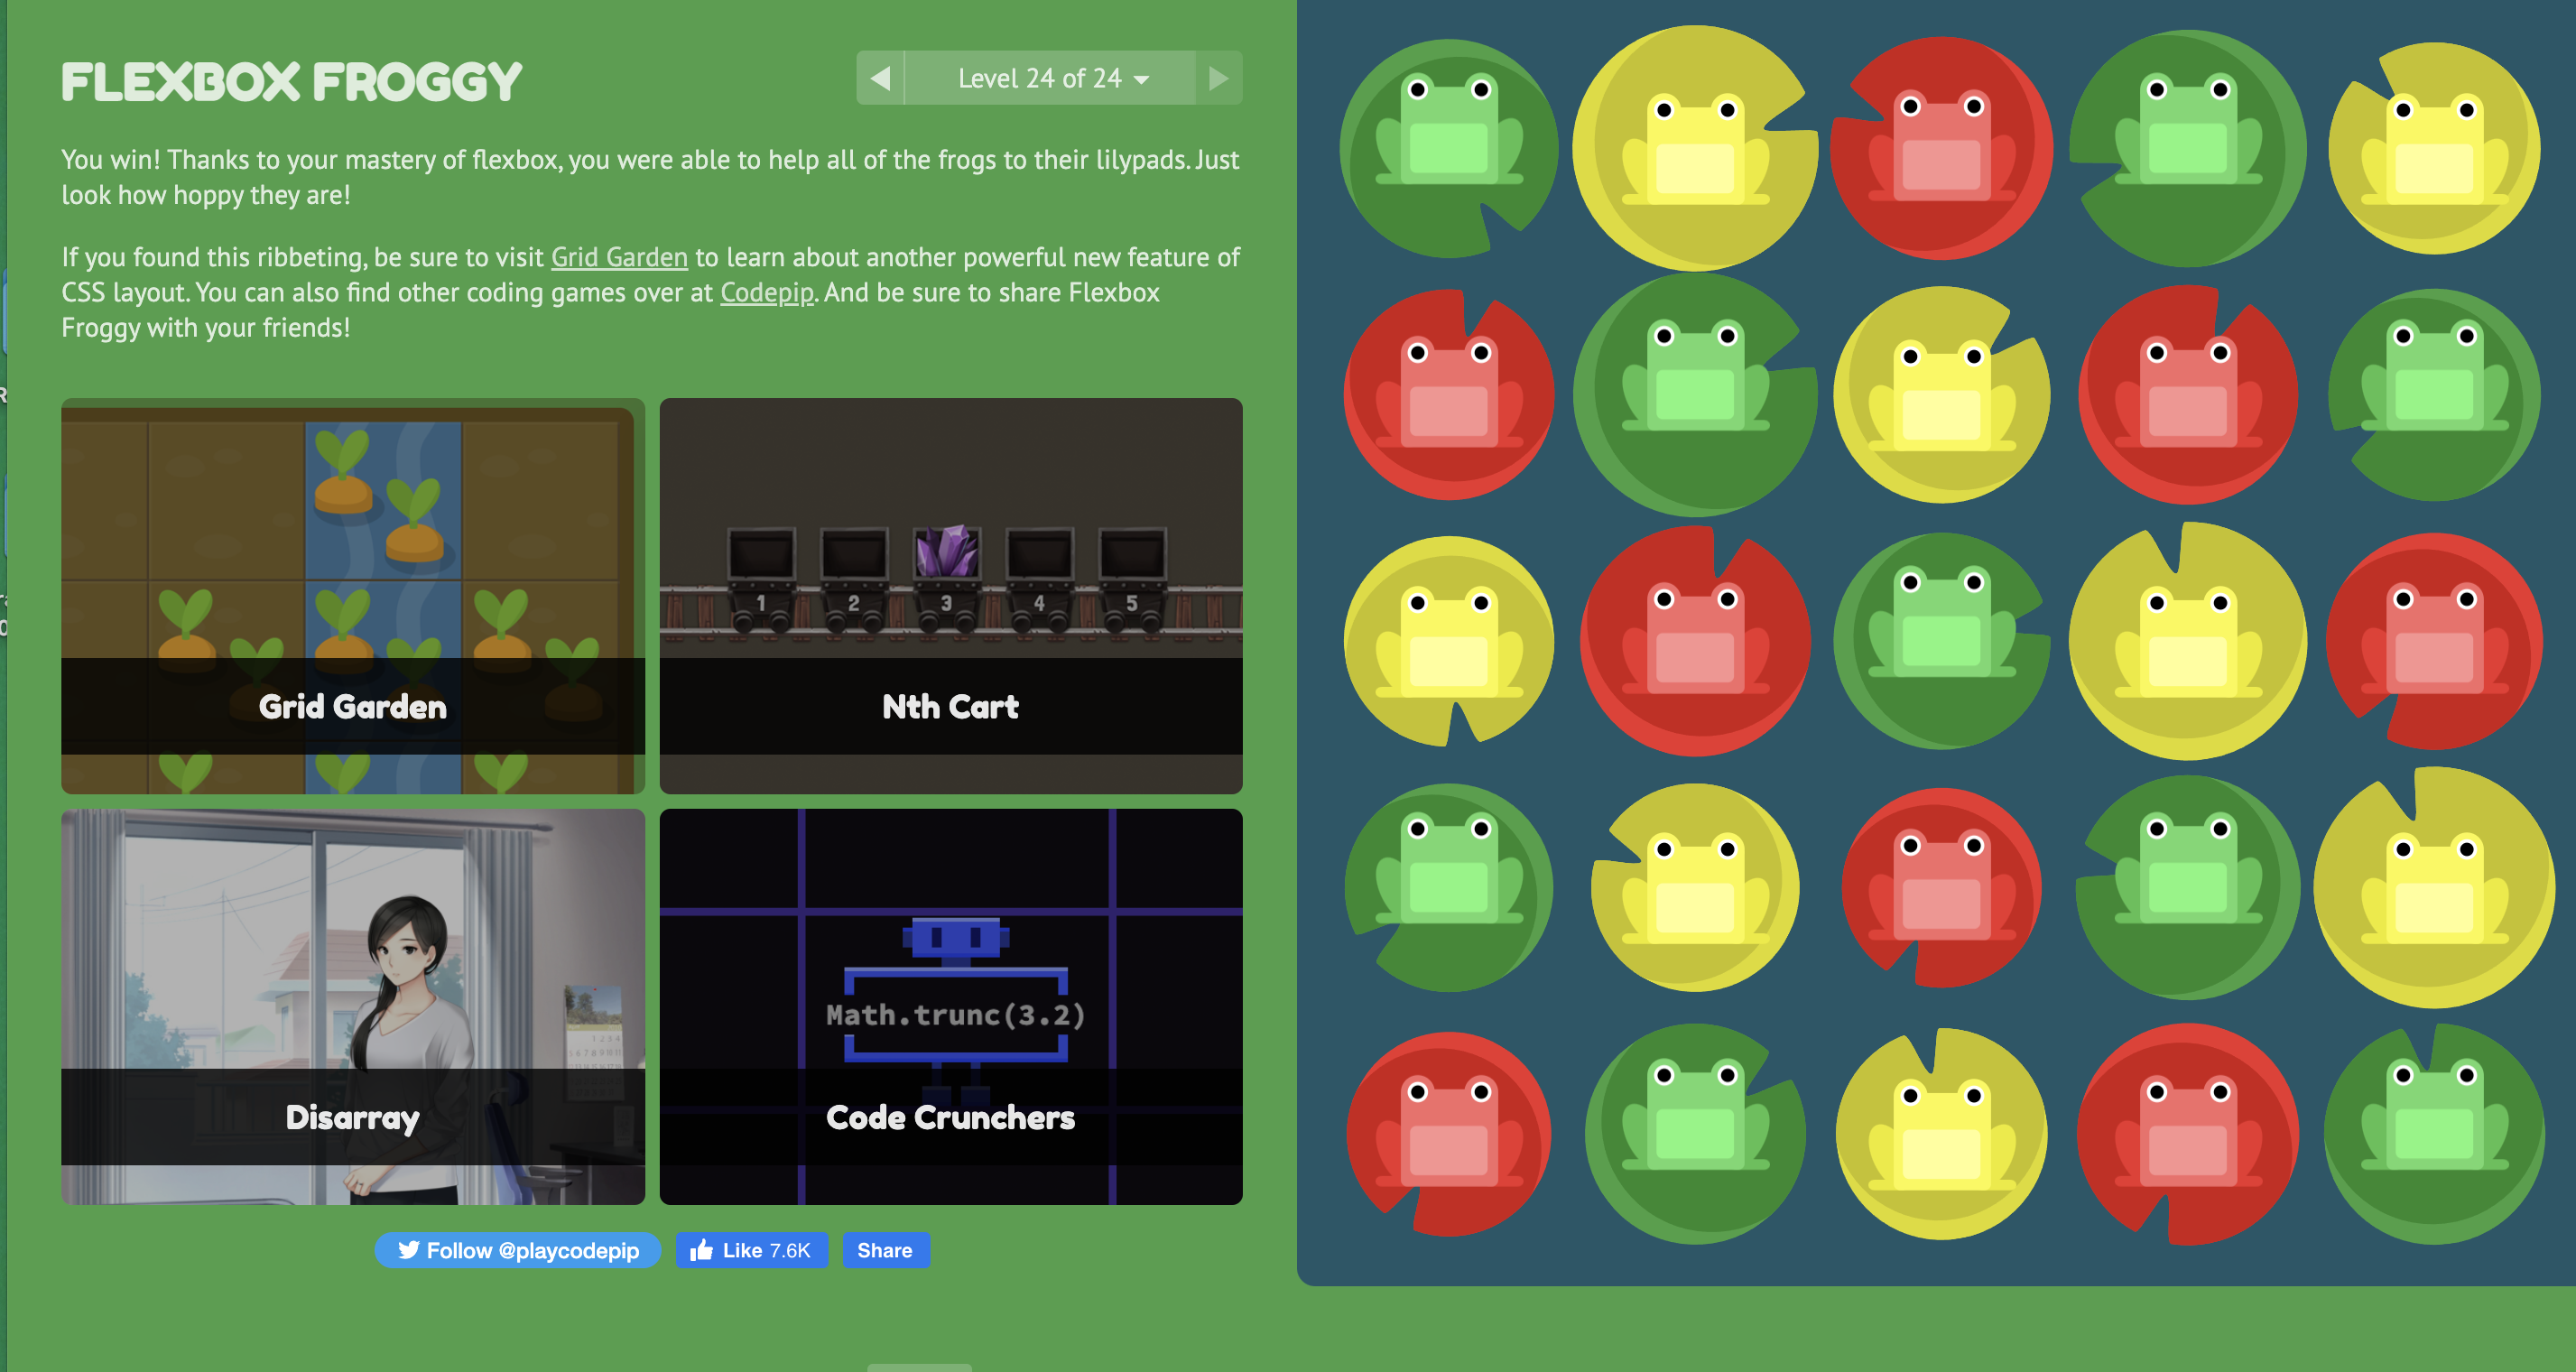 FLEXBOX FROGGY
Level 24 of 24
You win! Thanks to your mastery of flexbox, you were able to help all of the frogs to their lilypads. Just
look how hoppy they are!
If you found this ribbeting, be sure to visit Grid Garden to learn about another powerful new feature of
CSS layout. You can also find other coding games over at Codepip. And be sure to share Flexbox
Froggy with your friends!
1 2 3 4 5
Grid Garden
Nth Cart
Math.trunc(3.2)
Disarray
Code Crunchers
Follow @playcodepip
Like 7.6K
Share